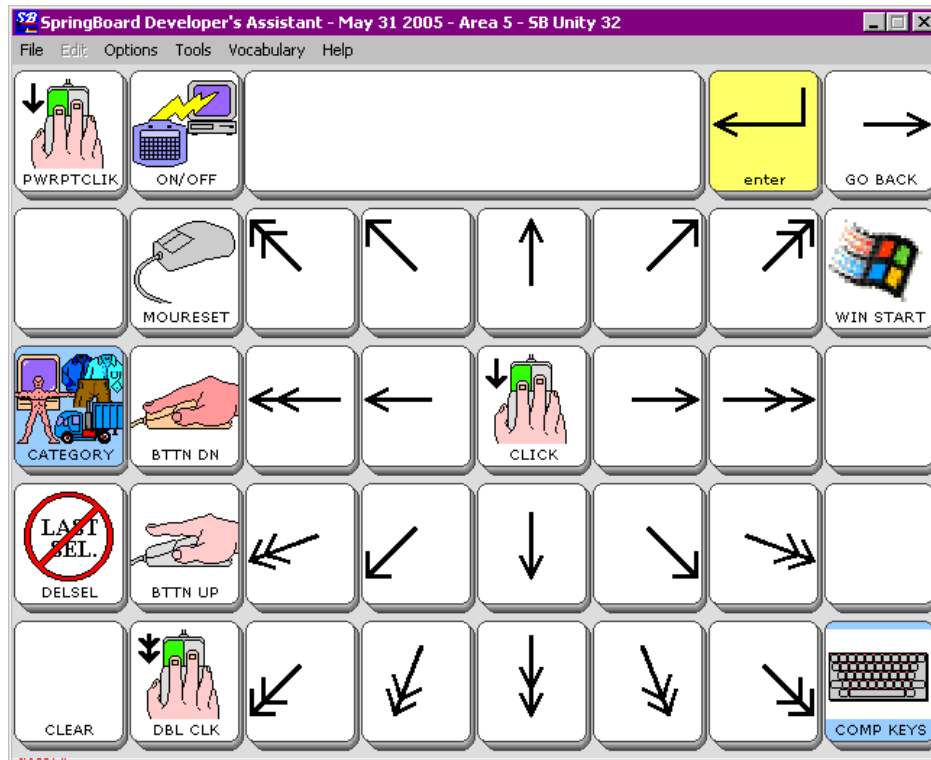 SB SpringBoard Developer's Assistant - May 31 2005 - Area 5 - SB Unity 32
File Edit Options Tools Vocabulary Help
PWRPTCLIK ON/OFF enter GO BACK
MOURESET WIN START
CATEGORY BTTN DN CLICK
LAST
SEL.
DELSEL BTTN UP
CLEAR DBL CLK COMP KEYS